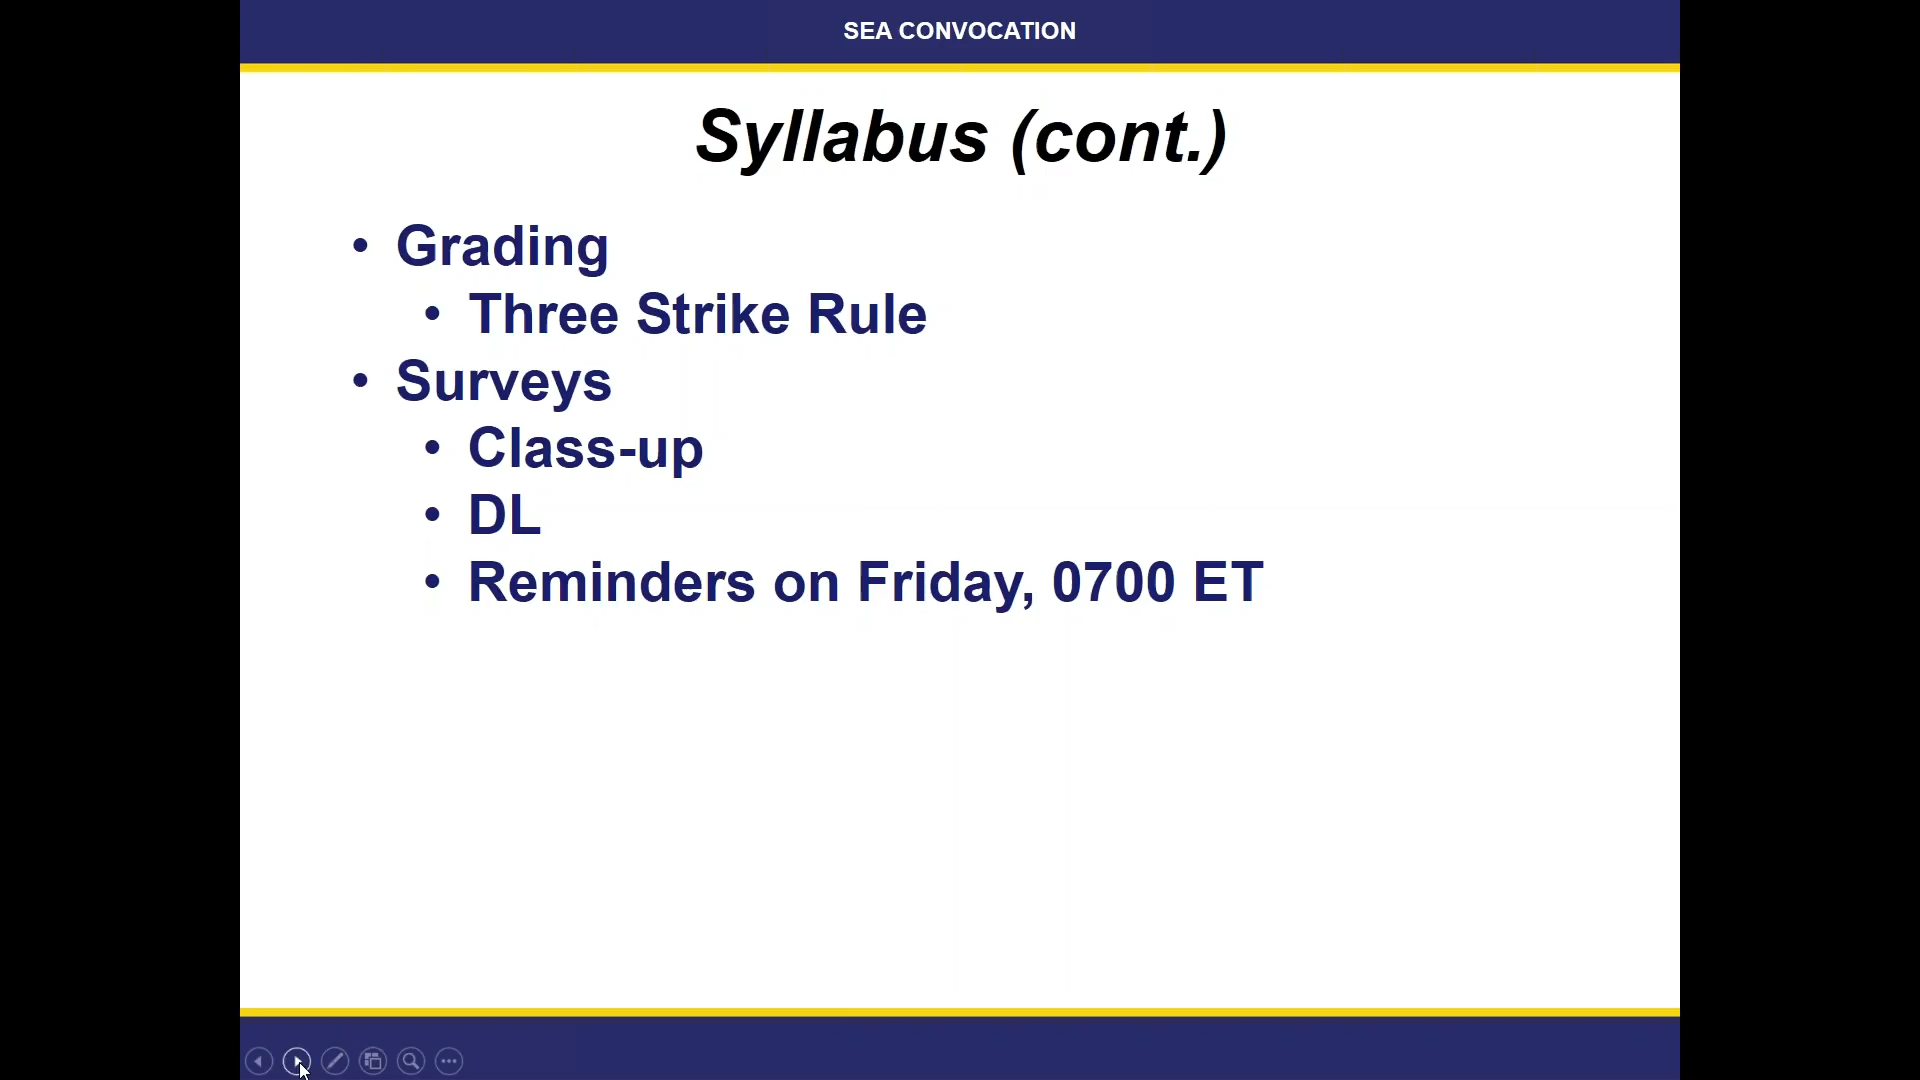 SEA CONVOCATION
Syllabus (cont.)
• Grading
• Three Strike Rule
• Surveys
• Class-up
• DL
• Reminders on Friday, 0700 ET